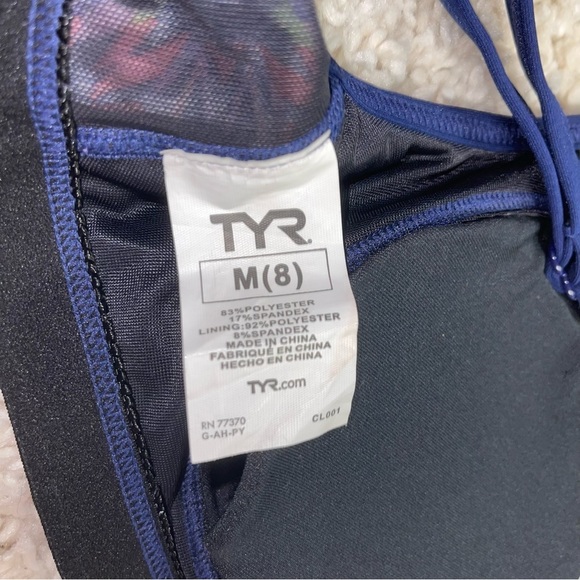 TYR.
M(8)
83%POLYESTER
17%SPANDEX
LINING:92%POLYESTER
8%SPANDEX
MADE IN CHINA
FABRIQUÉ EN CHINE
HECHO EN CHINA
TYR.com
RN 77370 CL001
G-AH-PY